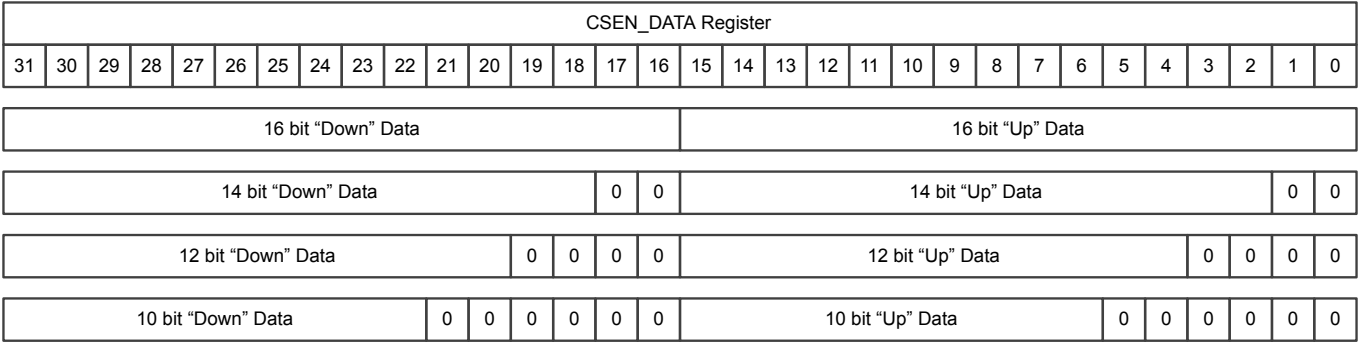 CSEN_DATA Register
31 30 29 28 27 26 25 24 23 22 21 20 19 18 17 16 15 14 13 12 11 10 9 8 7 6 5 4 3 2 1 0
16 bit “Down” Data 16 bit “Up” Data
14 bit “Down” Data 0 0 14 bit “Up” Data 0 0
12 bit “Down” Data 0 0 0 0 12 bit “Up” Data 0 0 0 0
10 bit “Down” Data 0 0 0 0 0 0 10 bit “Up” Data 0 0 0 0 0 0